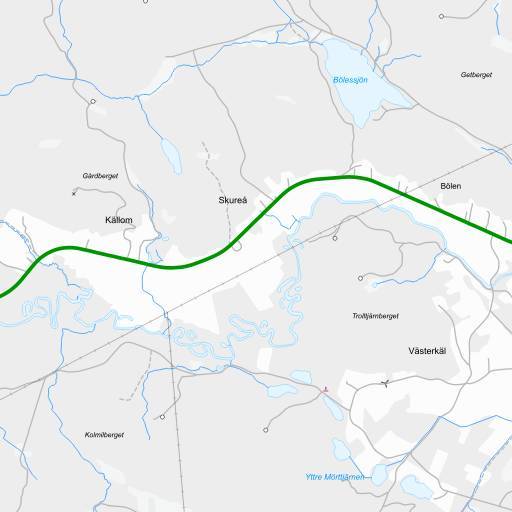 Bölessjön
Getberget
Gårdberget
Bölen
Skureå
Källom
Trolltjärnberget
Västerkäl
Kolmilberget
Yttre Mörttjärnen